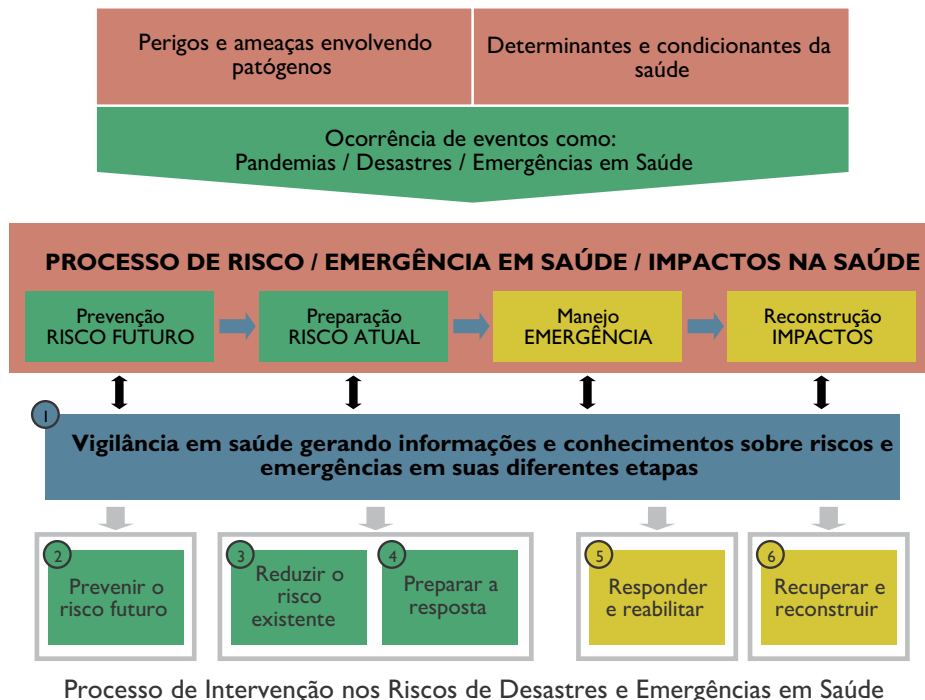 Perigos e ameaças envolvendo
patógenos
Determinantes e condicionantes da
saúde
Ocorrência de eventos como:
Pandemias / Desastres / Emergências em Saúde
PROCESSO DE RISCO / EMERGÊNCIA EM SAÚDE / IMPACTOS NA SAÚDE
Prevenção
RISCO FUTURO
Preparação
RISCO ATUAL
Manejo
EMERGÊNCIA
Reconstrução
IMPACTOS
1
Vigilância em saúde gerando informações e conhecimentos sobre riscos e
emergências em suas diferentes etapas
2
Prevenir o
risco futuro
3
Reduzir o
risco
existente
4
Preparar a
resposta
5
Responder
e reabilitar
6
Recuperar e
reconstruir
Processo de Intervenção nos Riscos de Desastres e Emergências em Saúde